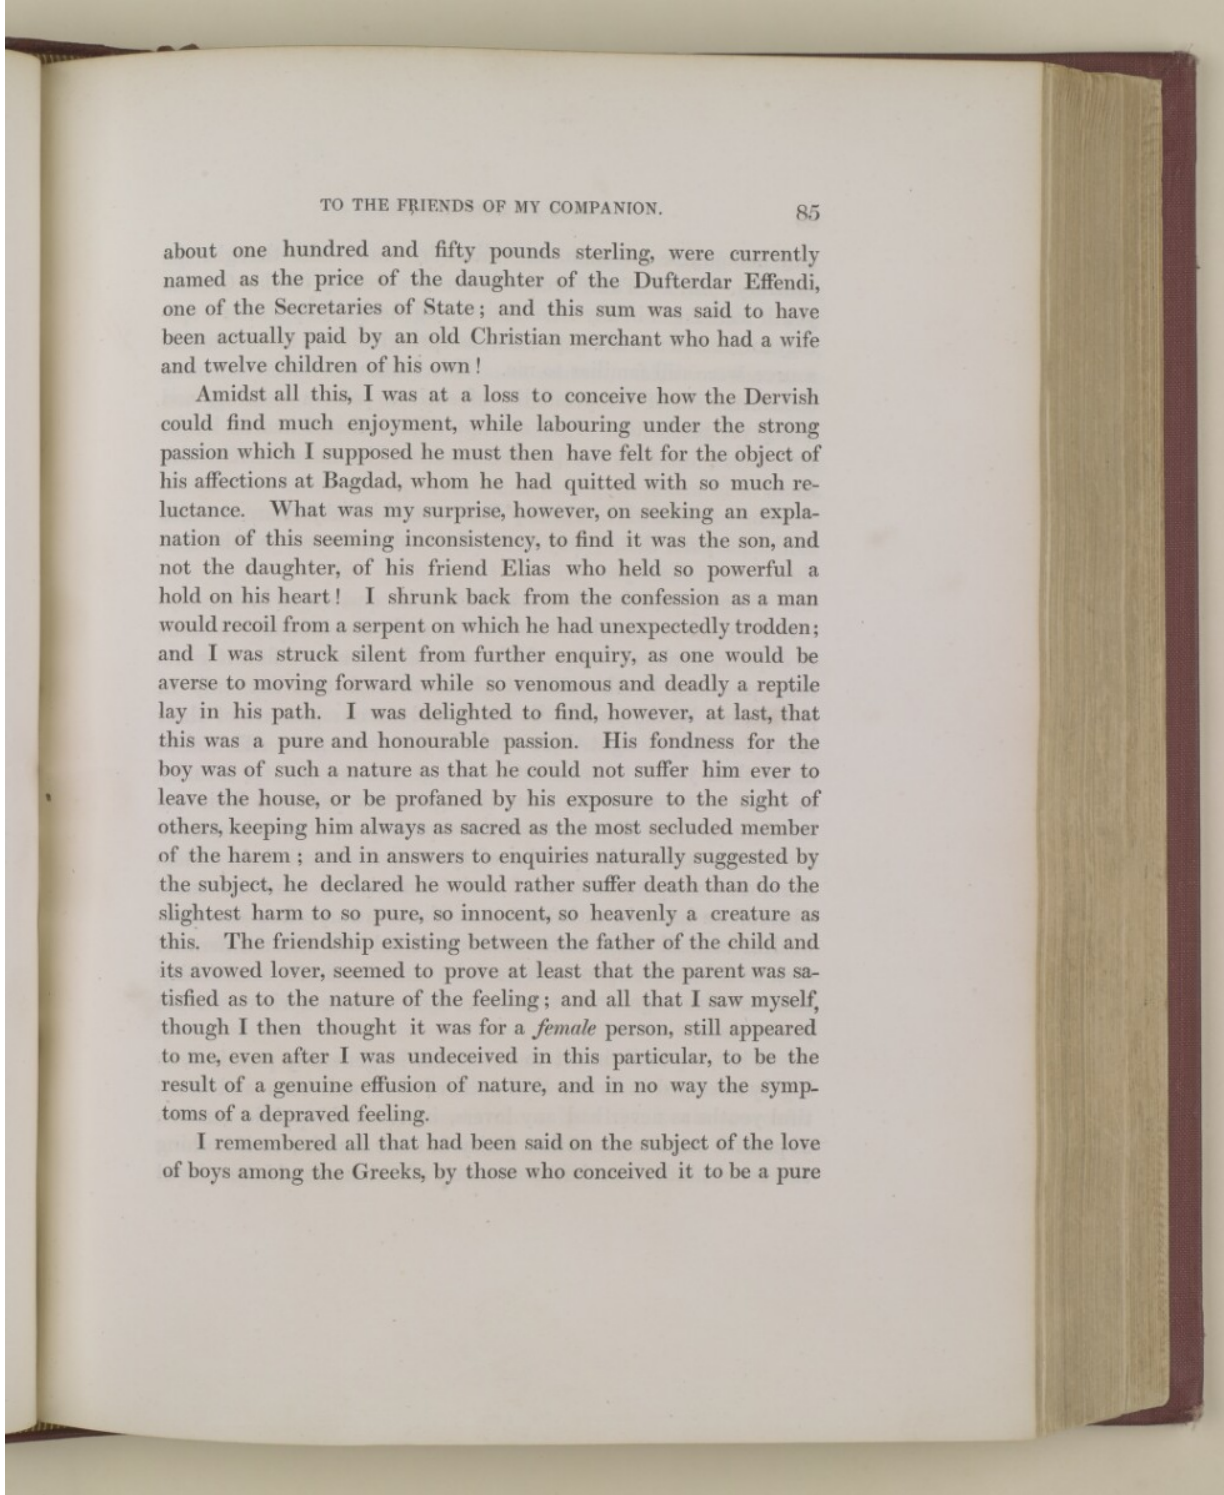 TO THE FRIENDS OF MY COMPANION. 85
about one hundred and fifty pounds sterling, were currently
named as the price of the daughter of the Dufterdar Effendi,
one of the Secretaries of State; and this sum was said to have
been actually paid by an old Christian merchant who had a wife
and twelve children of his own!
Amidst all this, I was at a loss to conceive how the Dervish
could find much enjoyment, while labouring under the strong
passion which I supposed he must then have felt for the object of
his affections at Bagdad, whom he had quitted with so much re-
luctance. What was my surprise, however, on seeking an expla-
nation of this seeming inconsistency, to find it was the son, and
not the daughter, of his friend Elias who held so powerful a
hold on his heart! I shrunk back from the confession as a man
would recoil from a serpent on which he had unexpectedly trodden;
and I was struck silent from further enquiry, as one would be
averse to moving forward while so venomous and deadly a reptile
lay in his path. I was delighted to find, however, at last, that
this was a pure and honourable passion. His fondness for the
boy was of such a nature as that he could not suffer him ever to
leave the house, or be profaned by his exposure to the sight of
others, keeping him always as sacred as the most secluded member
of the harem; and in answers to enquiries naturally suggested by
the subject, he declared he would rather suffer death than do the
slightest harm to so pure, so innocent, so heavenly a creature as
this. The friendship existing between the father of the child and
its avowed lover, seemed to prove at least that the parent was sa-
tisfied as to the nature of the feeling; and all that I saw myself,
though I then thought it was for a female person, still appeared
to me, even after I was undeceived in this particular, to be the
result of a genuine effusion of nature, and in no way the symp-
toms of a depraved feeling.
I remembered all that had been said on the subject of the love
of boys among the Greeks, by those who conceived it to be a pure